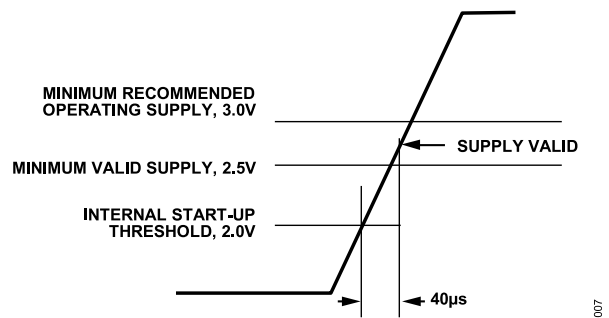 MINIMUM RECOMMENDED
OPERATING SUPPLY, 3.0V
SUPPLY VALID
MINIMUM VALID SUPPLY, 2.5V
INTERNAL START-UP
THRESHOLD, 2.0V
40µs
007